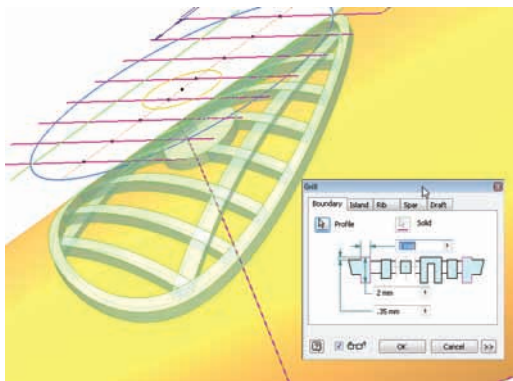 Grill
Boundary Island Rib Spar Draft
Profile Solid
2 mm
.35 mm
OK Cancel >>